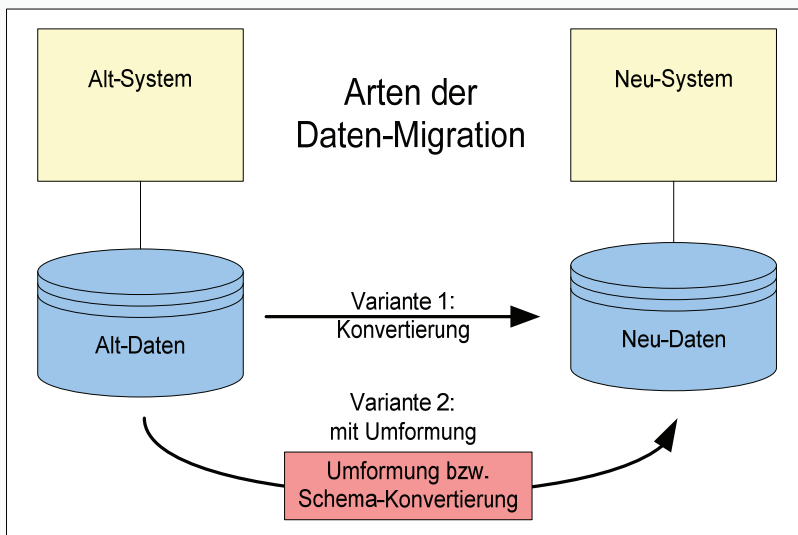 Alt-System
Arten der
Daten-Migration
Neu-System
Alt-Daten
Variante 1:
Konvertierung
Neu-Daten
Variante 2:
mit Umformung
Umformung bzw.
Schema-Konvertierung